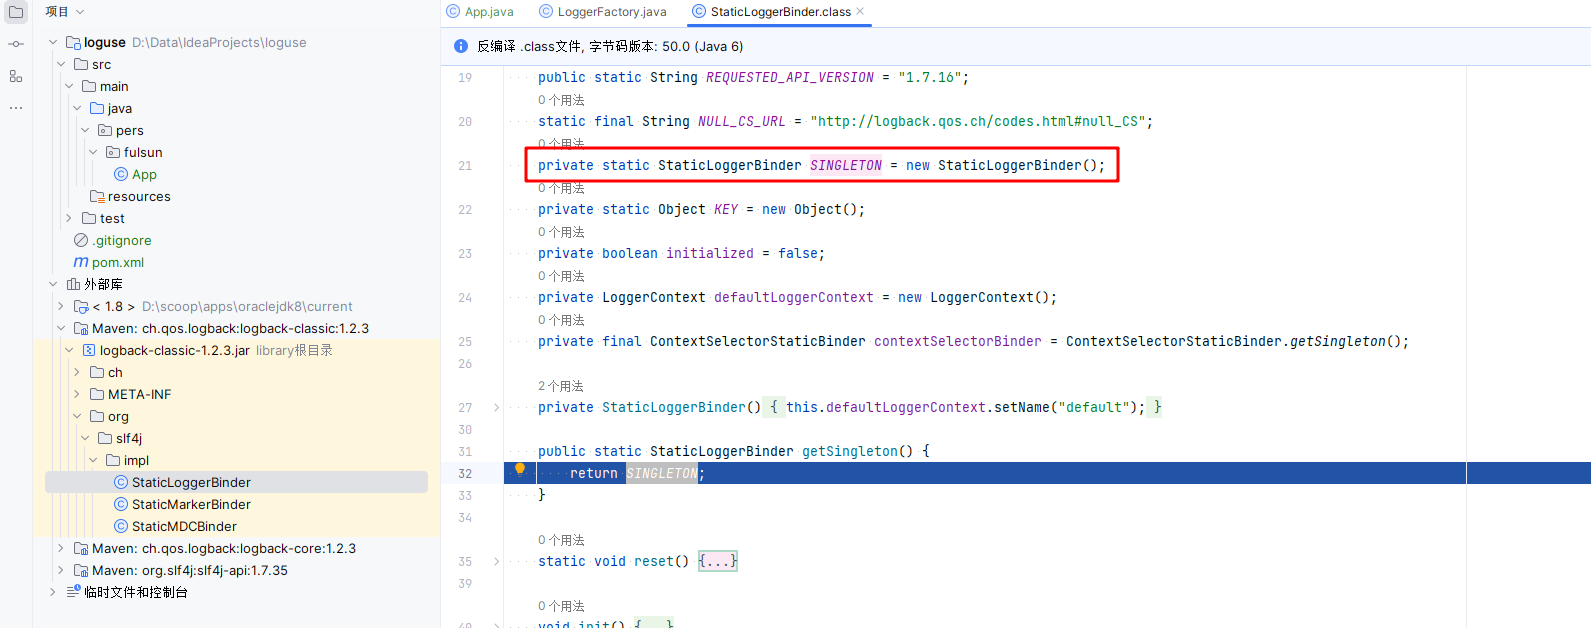 项目
loguse D:\Data\IdeaProjects\loguse
src
main
java
pers
fulsun
App
resources
test
.gitignore
pom.xml
外部库
< 1.8 > D:\scoop\apps\oraclejdk8\current
Maven: ch.qos.logback:logback-classic:1.2.3
logback-classic-1.2.3.jar library根目录
ch
META-INF
org
slf4j
impl
StaticLoggerBinder
StaticMarkerBinder
StaticMDCBinder
Maven: ch.qos.logback:logback-core:1.2.3
Maven: org.slf4j:slf4j-api:1.7.35
临时文件和控制台
App.java LoggerFactory.java StaticLoggerBinder.class
反编译 .class文件, 字节码版本: 50.0 (Java 6)
19 public static String REQUESTED_API_VERSION = "1.7.16";
0 个用法
20 static final String NULL_CS_URL = "http://logback.qos.ch/codes.html#null_CS";
0 个用法
21 private static StaticLoggerBinder SINGLETON = new StaticLoggerBinder();
0 个用法
22 private static Object KEY = new Object();
0 个用法
23 private boolean initialized = false;
0 个用法
24 private LoggerContext defaultLoggerContext = new LoggerContext();
0 个用法
25 private final ContextSelectorStaticBinder contextSelectorBinder = ContextSelectorStaticBinder.getSingleton();
26
2 个用法
27 private StaticLoggerBinder() { this.defaultLoggerContext.setName("default"); }
30
31 public static StaticLoggerBinder getSingleton() {
32 return SINGLETON;
33 }
34
0 个用法
35 static void reset() {...}
39
0 个用法
40 void init() {...}